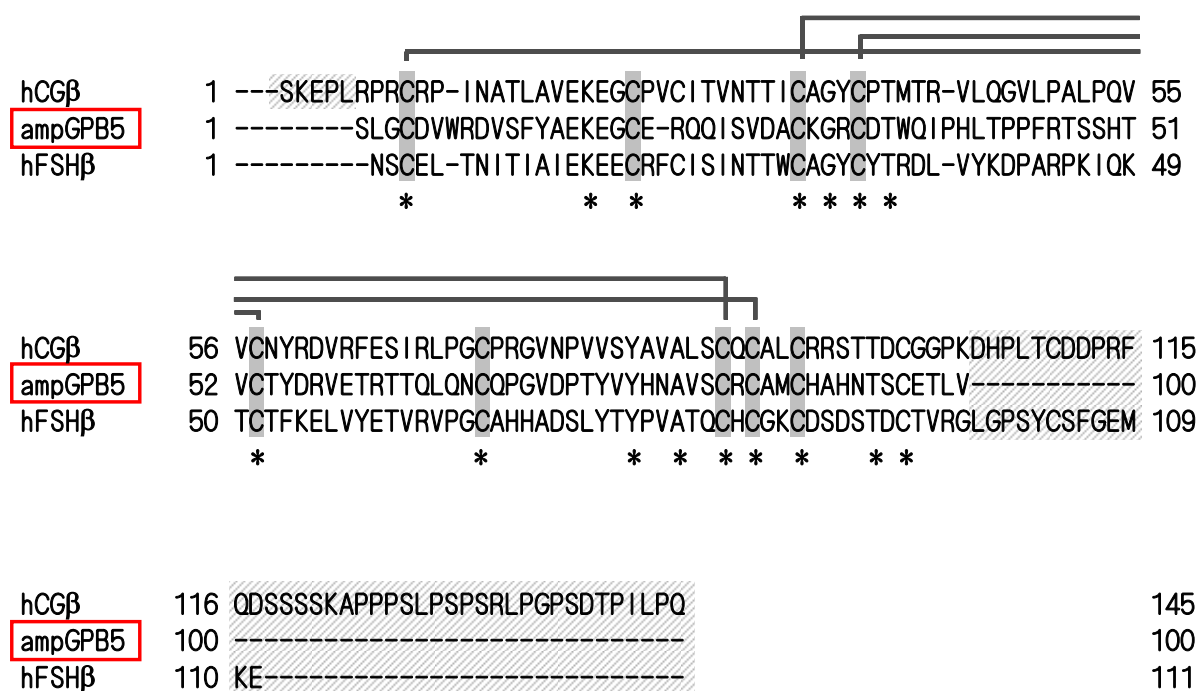 hCGβ 1 ---SKEPLRPRCRP-INATLAVEKEGCPVCITVNTTICAGYCPTMTR-VLQGVLPALPQV 55
ampGPB5 1 --------SLGCDVWRDVSFYAEKEGCE-RQQISVDACKGRCDTWQIPHLTPPFRTSSHT 51
hFSHβ 1 ---------NSCEL-TNITIAIEKEECRFCISINTTWCAGYCYTRDL-VYKDPARPKIQK 49
* * * * * * *
hCGβ 56 VCNYRDVRFESIRLPGCPRGVNPVVSYAVALSCQCALCRRSTTDCGGPKDHPLTCDDPRF 115
ampGPB5 52 VCTYDRVETRTTQLQNCQPGVDPTYVYHNAVSCRCAMCHAHNTSCETLV----------- 100
hFSHβ 50 TCTFKELVYETVRVPGCAHHADSLYTYPVATQCHCGKCDSDSTDCTVRGLGPSYCSFGEM 109
* * * * * * * * *
hCGβ 116 QDSSSSKAPPPSLPSPSRLPGPSDTPILPQ 145
ampGPB5 100 ------------------------------ 100
hFSHβ 110 KE---------------------------- 111